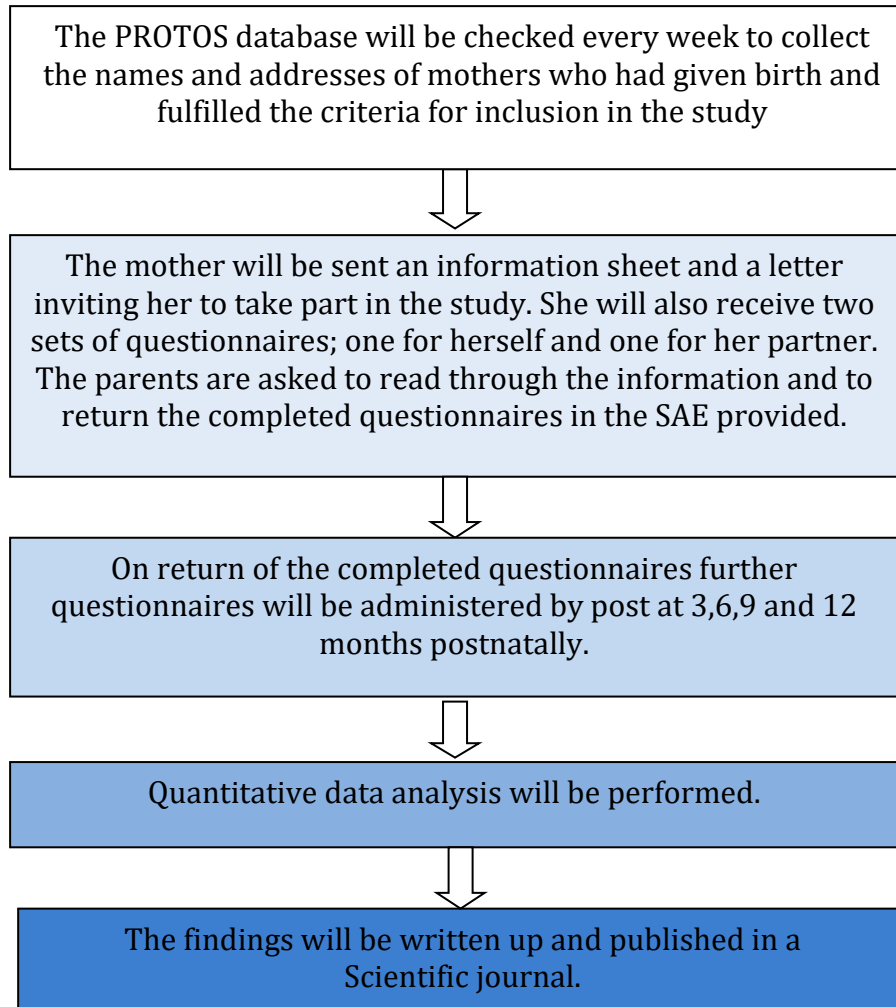 The PROTOS database will be checked every week to collect
the names and addresses of mothers who had given birth and
fulfilled the criteria for inclusion in the study
The mother will be sent an information sheet and a letter
inviting her to take part in the study. She will also receive two
sets of questionnaires; one for herself and one for her partner.
The parents are asked to read through the information and to
return the completed questionnaires in the SAE provided.
On return of the completed questionnaires further
questionnaires will be administered by post at 3,6,9 and 12
months postnatally.
Quantitative data analysis will be performed.
The findings will be written up and published in a
Scientific journal.